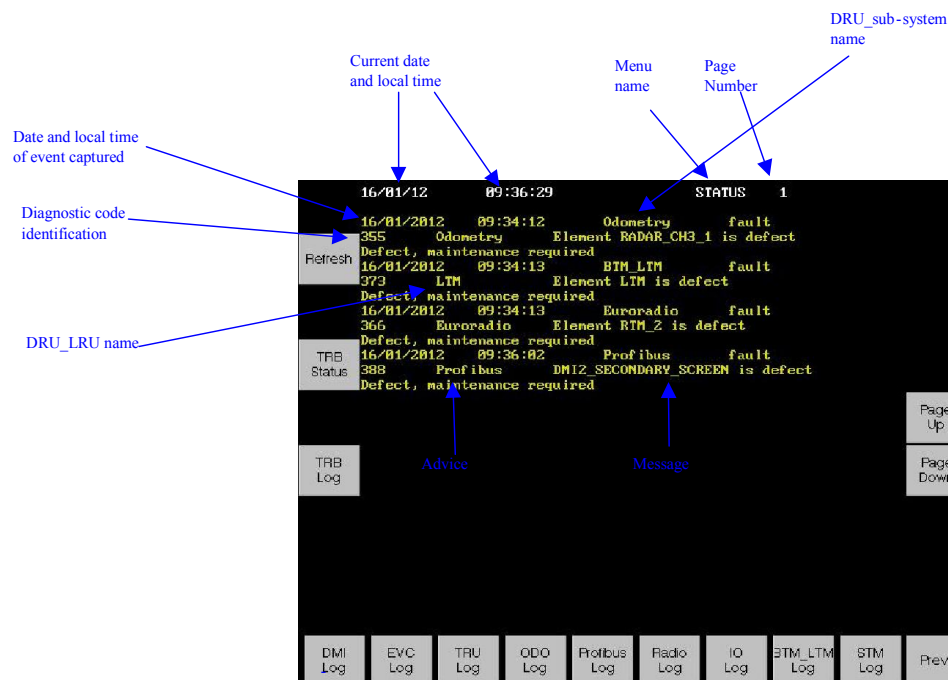 DRU_sub-system
name
Current date
and local time
Menu
name
Page
Number
Date and local time
of event captured
Diagnostic code
identification
DRU_LRU name
16/01/12 09:36:29 STATUS 1
16/01/2012 09:34:12 Odometry fault
355 Odometry Element RADAR_CH3_1 is defect
Defect, maintenance required
16/01/2012 09:34:13 BTM_LTM fault
373 LTM Element LTM is defect
Defect, maintenance required
16/01/2012 09:34:13 Euroradio fault
366 Euroradio Element RTM_2 is defect
Defect, maintenance required
16/01/2012 09:36:02 Profibus fault
388 Profibus DMI2_SECONDARY_SCREEN is defect
Defect, maintenance required
Refresh
TRB
Status
TRB
Log
Advice
Message
Page
Up
Page
Down
DMI
Log
EVC
Log
TRU
Log
ODO
Log
Profibus
Log
Radio
Log
IO
Log
BTM_LTM
Log
STM
Log
Prev